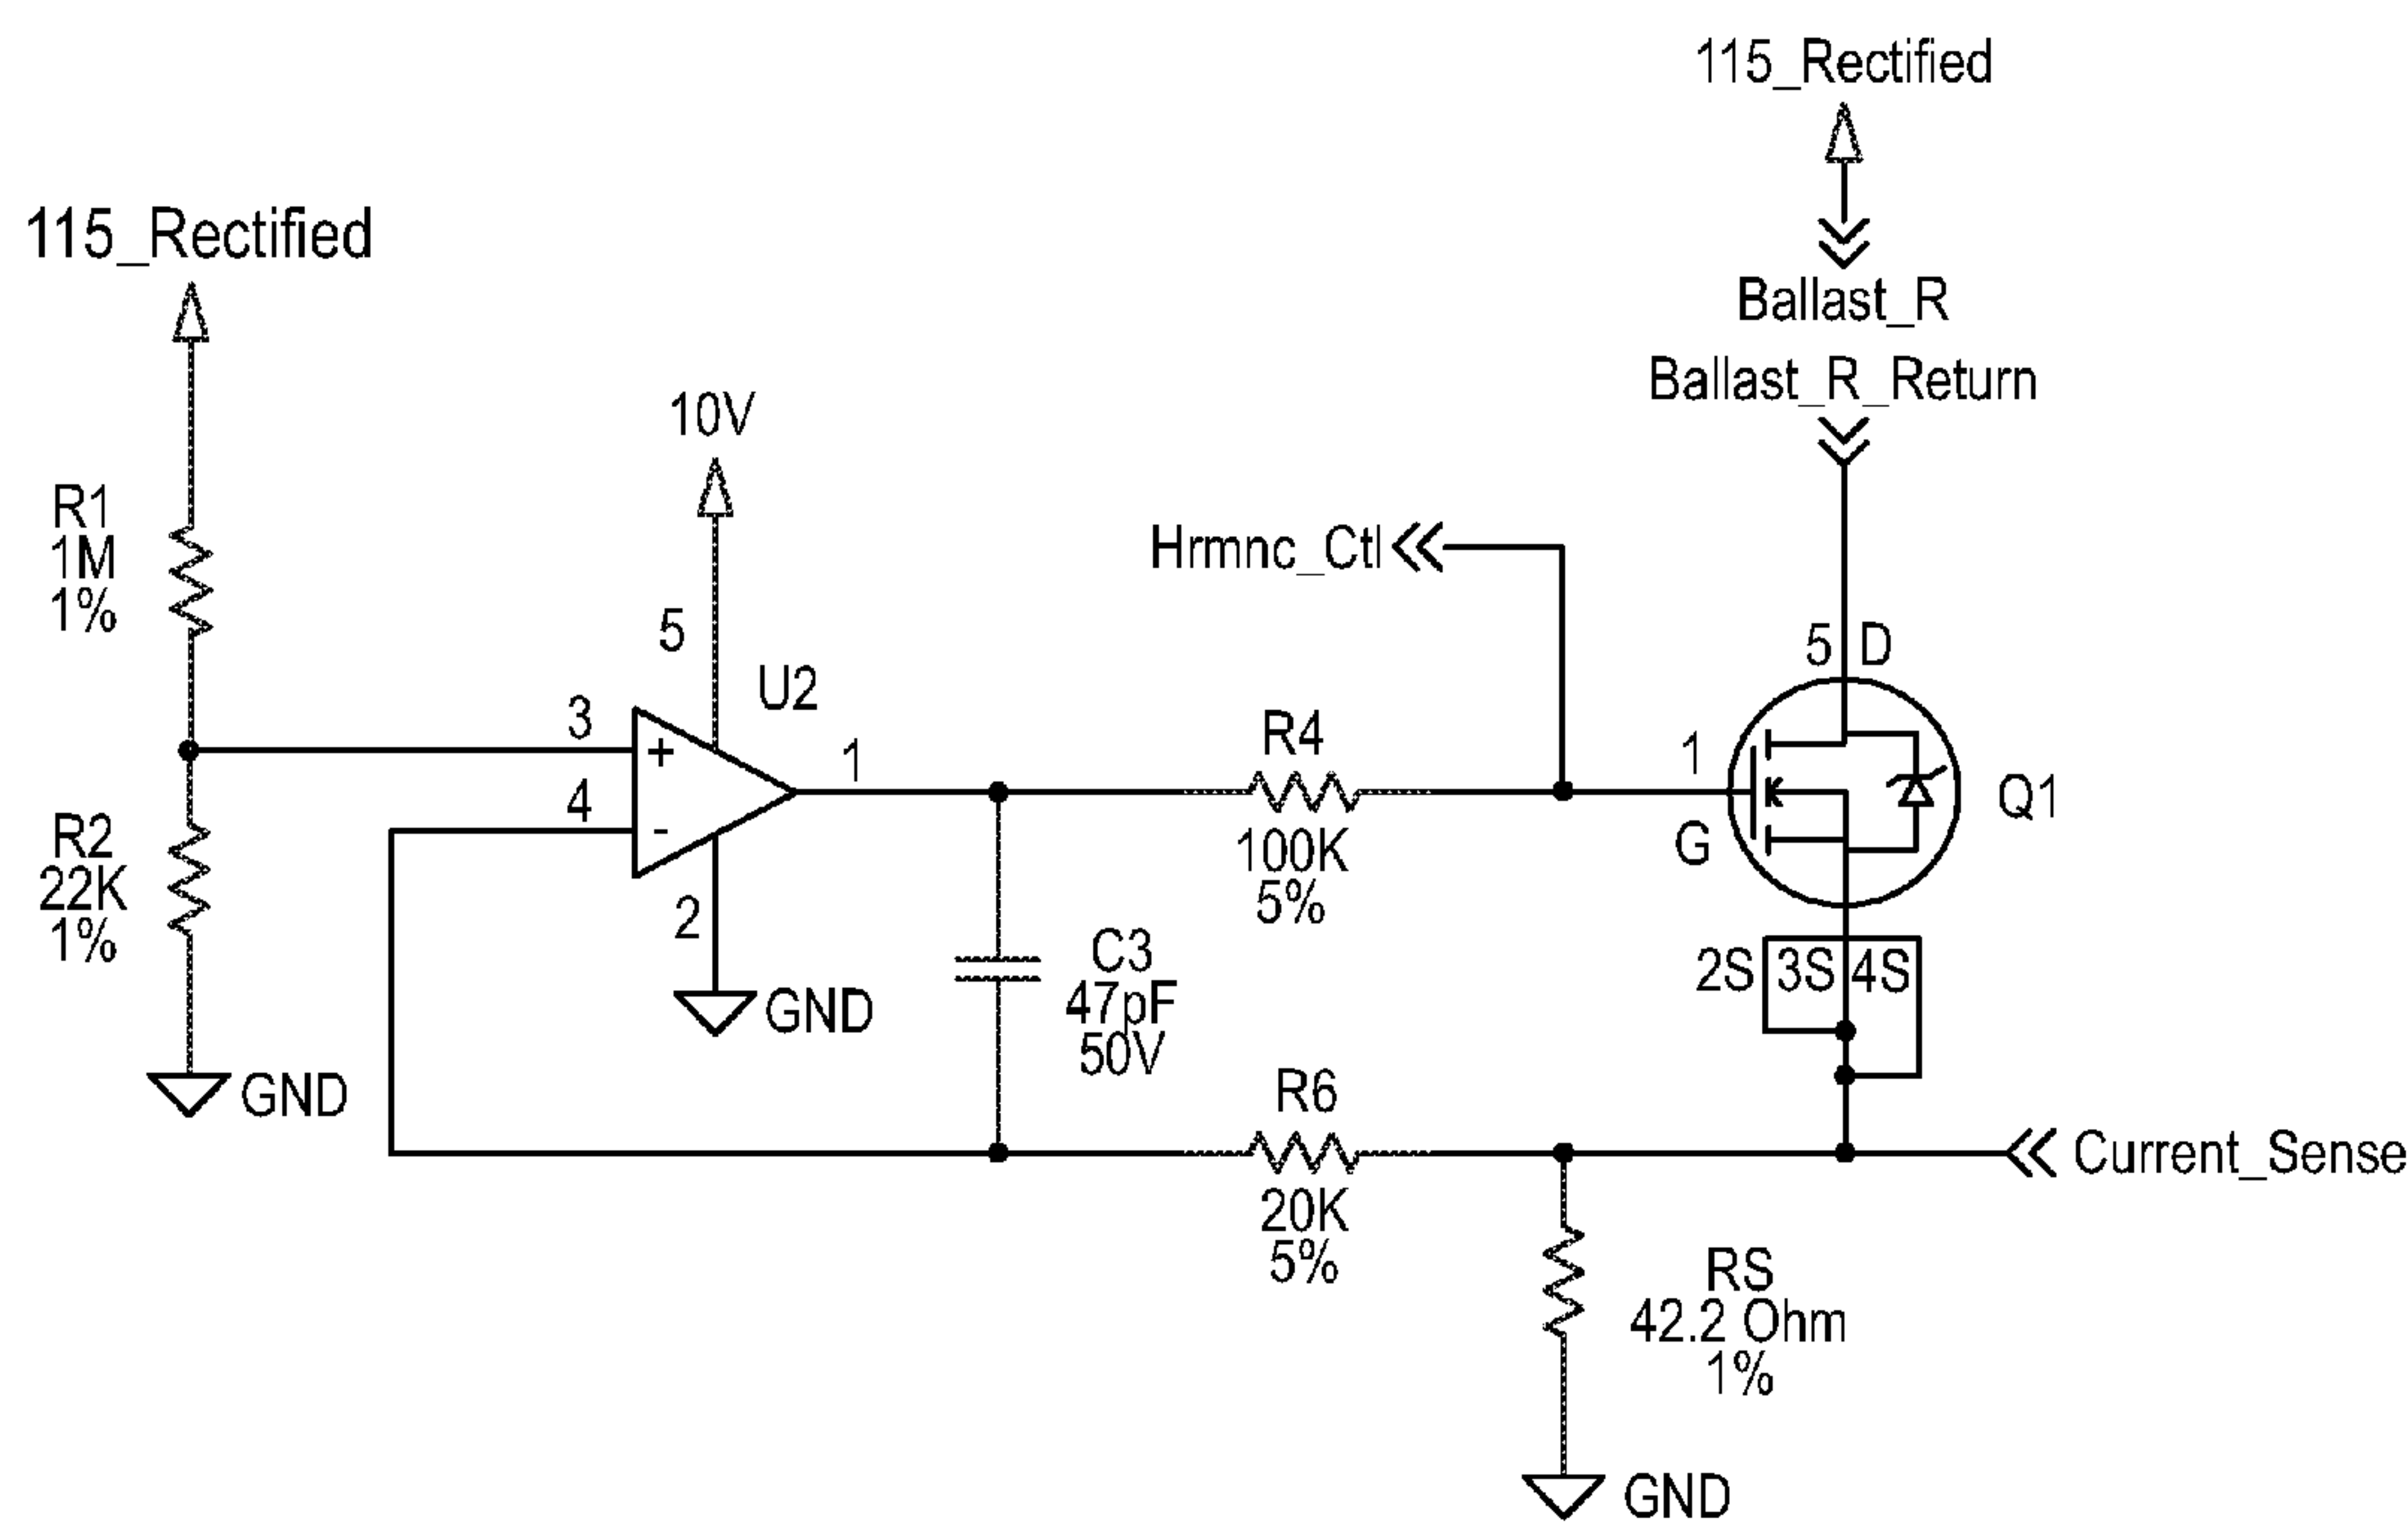 115_Rectified
115_Rectified
Ballast_R
Ballast_R_Return
10V
R1
1M
1%
Hrmnc_Ctl
5
5 D
U2
3
+
1
R4
1
4
-
Q1
R2
22K
1%
100K
5%
G
2
C3
47pF
50V
2S 3S 4S
GND
GND
R6
Current_Sense
20K
5%
RS
42.2 Ohm
1%
GND